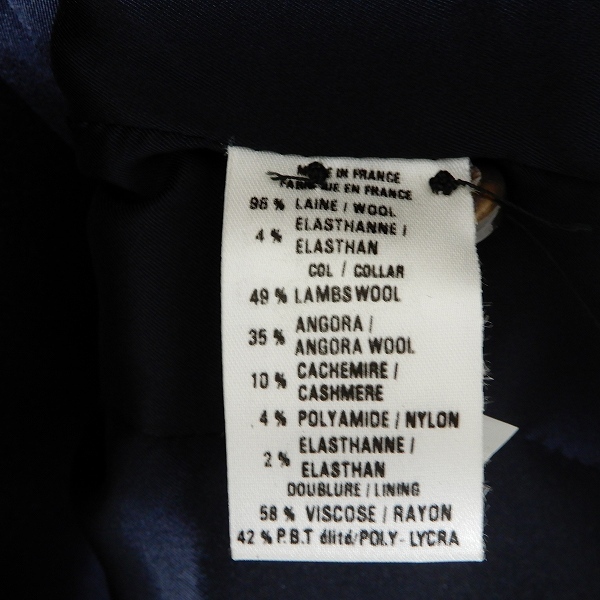 MADE IN FRANCE
FABRIQUE EN FRANCE
96 % LAINE / WOOL
4 % ELASTHANNE /
ELASTHAN
COL / COLLAR
49 % LAMBSWOOL
35 % ANGORA /
ANGORA WOOL
10 % CACHEMIRE /
CASHMERE
4 % POLYAMIDE / NYLON
2 % ELASTHANNE /
ELASTHAN
DOUBLURE / LINING
58 % VISCOSE / RAYON
42 % P.B.T élité/POLY-LYCRA